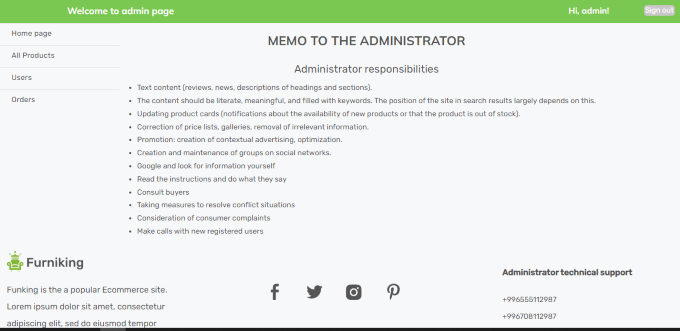 Welcome to admin page
Hi, admin!
Sign out
Home page
All Products
Users
Orders
MEMO TO THE ADMINISTRATOR
Administrator responsibilities
Text content (reviews, news, descriptions of headings and sections).
The content should be literate, meaningful, and filled with keywords. The position of the site in search results largely depends on this.
Updating product cards (notifications about the availability of new products or that the product is out of stock).
Correction of price lists, galleries, removal of irrelevant information.
Promotion: creation of contextual advertising, optimization.
Creation and maintenance of groups on social networks.
Google and look for information yourself
Read the instructions and do what they say
Consult buyers
Taking measures to resolve conflict situations
Consideration of consumer complaints
Make calls with new registered users
Furniking
Funking is the a popular Ecommerce site.
Lorem ipsum dolor sit amet, consectetur
adipiscing elit, sed do eiusmod tempor
Administrator technical support
+996555112987
+996708112987